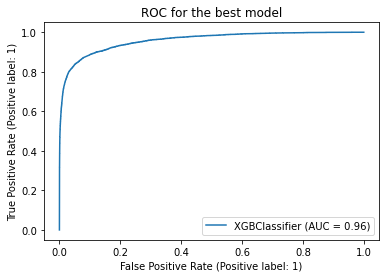 ROC for the best model
True Positive Rate (Positive label: 1)
1.0
0.8
0.6
0.4
0.2
0.0
XGBClassifier (AUC = 0.96)
0.0 0.2 0.4 0.6 0.8 1.0
False Positive Rate (Positive label: 1)